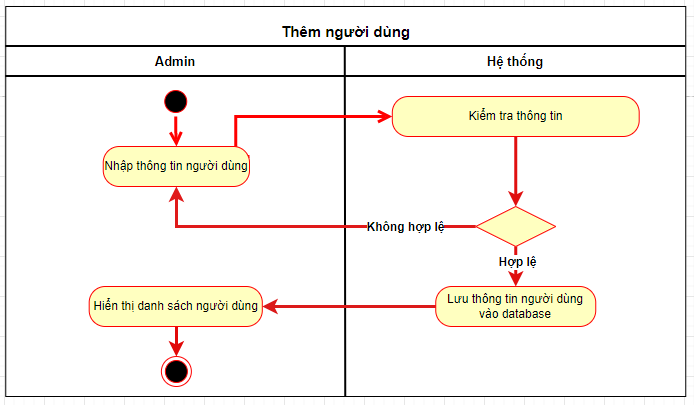 Thêm người dùng
Admin
Hệ thống
Kiểm tra thông tin
Nhập thông tin người dùng
Không hợp lệ
Hợp lệ
Hiển thị danh sách người dùng
Lưu thông tin người dùng
vào database